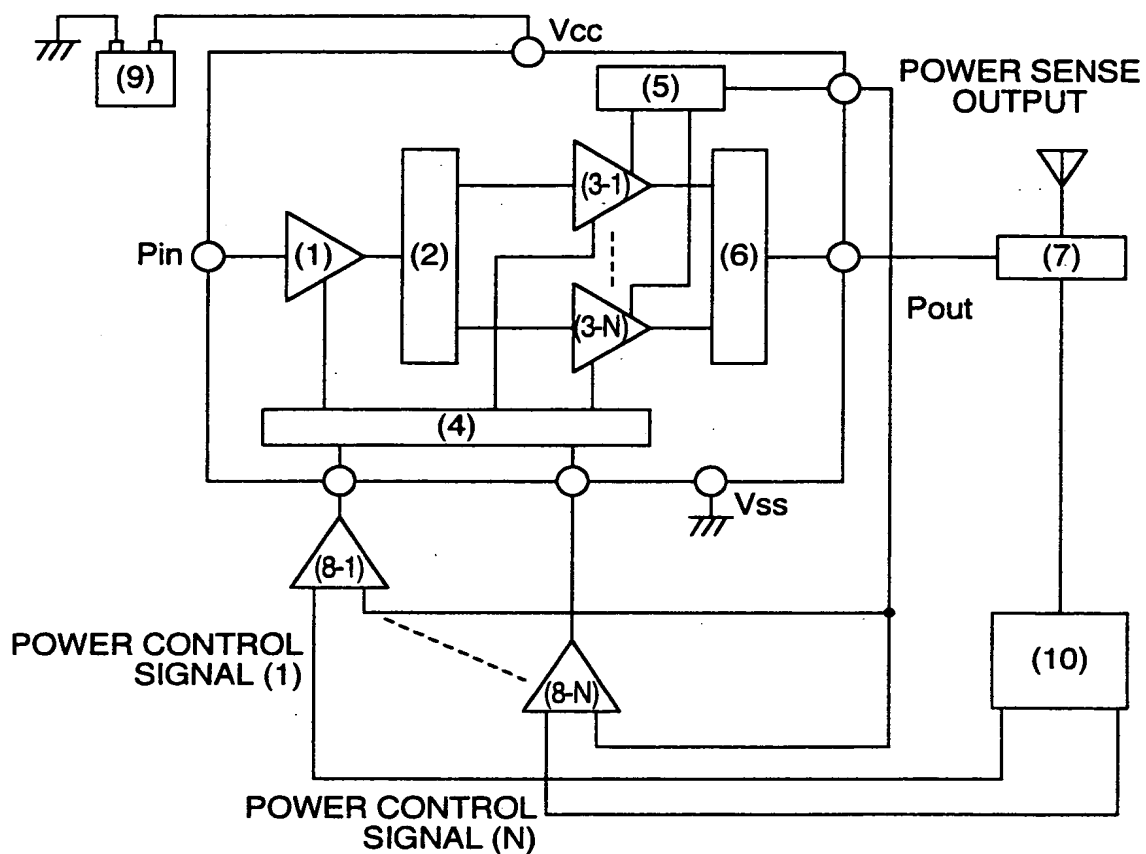 Vcc
(9)
(5)
POWER SENSE
OUTPUT
(3-1)
Pin
(1)
(2)
(6)
(7)
(3-N)
Pout
(4)
Vss
(8-1)
POWER CONTROL
SIGNAL (1)
(8-N)
(10)
POWER CONTROL
SIGNAL (N)